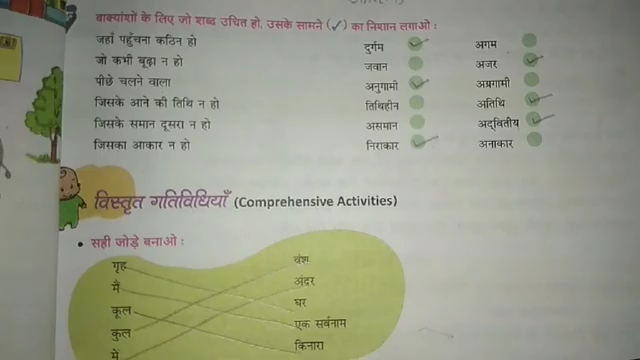 वाक्यांशों के लिए जो शब्द उचित हो, उसके सामने (✓) का निशान लगाओ :
जहाँ पहुँचना कठिन हो दुर्गम ✓ अगम
जो कभी बूढ़ा न हो जवान अजर ✓
पीछे चलने वाला अनुगामी ✓ अग्रगामी
जिसके आने की तिथि न हो तिथिहीन अतिथि ✓
जिसके समान दूसरा न हो असमान अद्वितीय ✓
जिसका आकार न हो निराकार ✓ अनाकार
विस्तृत गतिविधियाँ (Comprehensive Activities)
• सही जोड़े बनाओ :
गृह वंश
मैं अंदर
कूल घर
कुल एक सर्वनाम
में किनारा